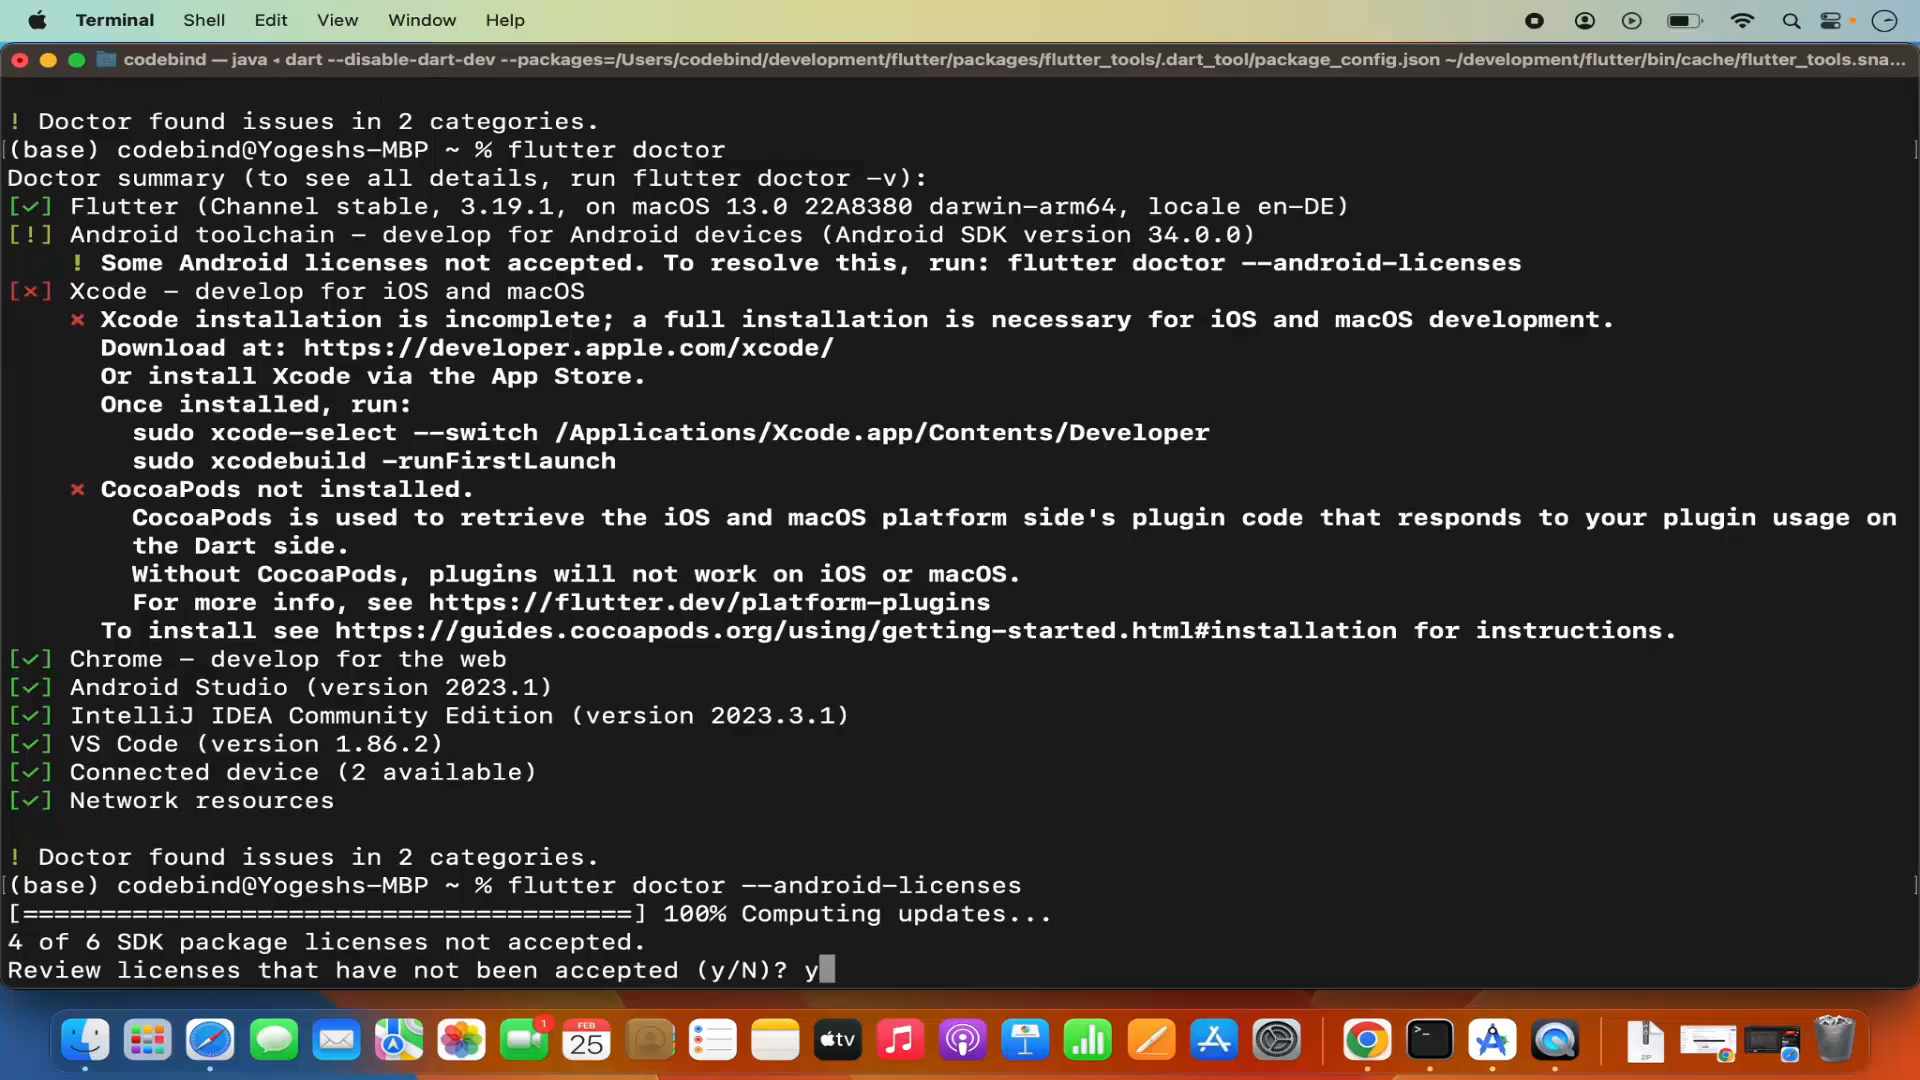 Terminal Shell Edit View Window Help
codebind — java ◂ dart --disable-dart-dev --packages=/Users/codebind/development/flutter/packages/flutter_tools/.dart_tool/package_config.json ~/development/flutter/bin/cache/flutter_tools.sna...
! Doctor found issues in 2 categories.
(base) codebind@Yogeshs-MBP ~ % flutter doctor
Doctor summary (to see all details, run flutter doctor -v):
[✓] Flutter (Channel stable, 3.19.1, on macOS 13.0 22A8380 darwin-arm64, locale en-DE)
[!] Android toolchain - develop for Android devices (Android SDK version 34.0.0)
! Some Android licenses not accepted. To resolve this, run: flutter doctor --android-licenses
[✗] Xcode - develop for iOS and macOS
✗ Xcode installation is incomplete; a full installation is necessary for iOS and macOS development.
Download at: https://developer.apple.com/xcode/
Or install Xcode via the App Store.
Once installed, run:
sudo xcode-select --switch /Applications/Xcode.app/Contents/Developer
sudo xcodebuild -runFirstLaunch
✗ CocoaPods not installed.
CocoaPods is used to retrieve the iOS and macOS platform side's plugin code that responds to your plugin usage on
the Dart side.
Without CocoaPods, plugins will not work on iOS or macOS.
For more info, see https://flutter.dev/platform-plugins
To install see https://guides.cocoapods.org/using/getting-started.html#installation for instructions.
[✓] Chrome - develop for the web
[✓] Android Studio (version 2023.1)
[✓] IntelliJ IDEA Community Edition (version 2023.3.1)
[✓] VS Code (version 1.86.2)
[✓] Connected device (2 available)
[✓] Network resources
! Doctor found issues in 2 categories.
(base) codebind@Yogeshs-MBP ~ % flutter doctor --android-licenses
[=======================================] 100% Computing updates...
4 of 6 SDK package licenses not accepted.
Review licenses that have not been accepted (y/N)? y
1
FEB
25
tv
>_
ZIP